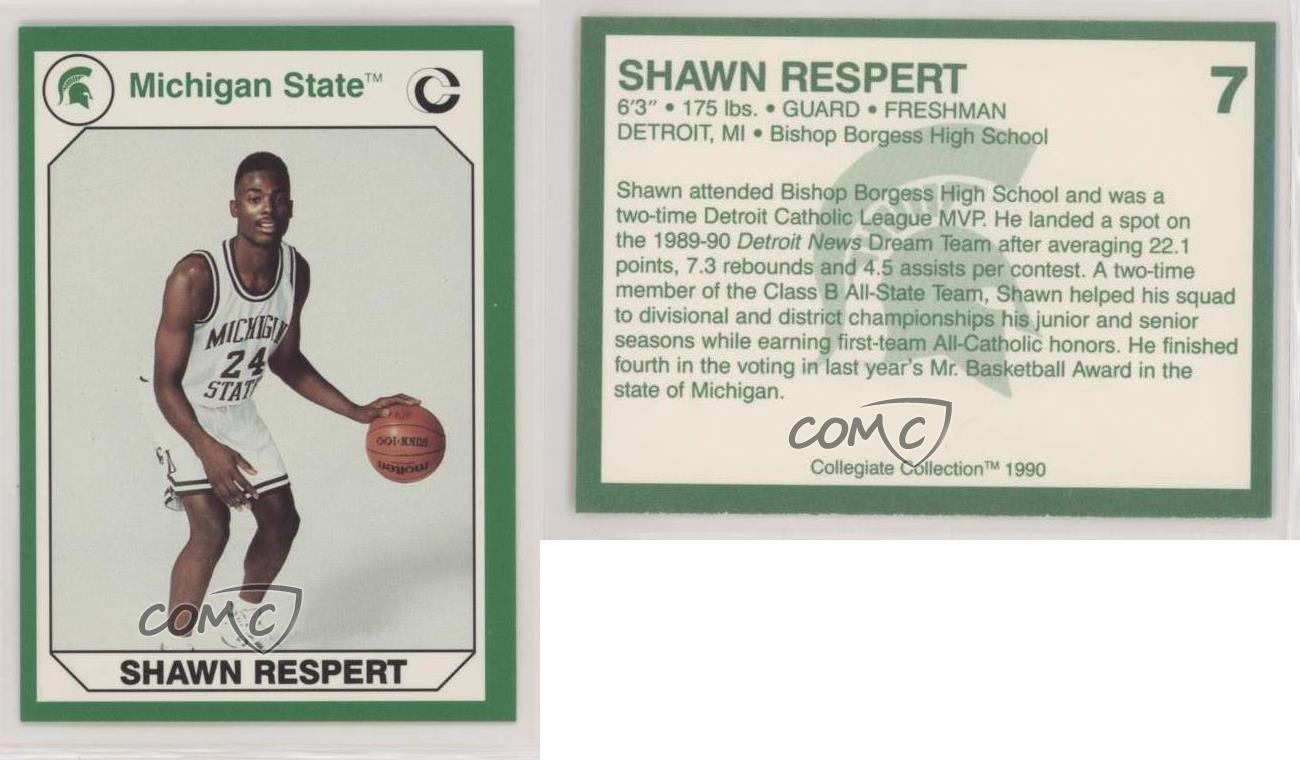 Michigan State™
MICHIGAN
24
STATE
molten
SHAWN RESPERT
COMC
SHAWN RESPERT
7
6'3" • 175 lbs. • GUARD • FRESHMAN
DETROIT, MI • Bishop Borgess High School
Shawn attended Bishop Borgess High School and was a
two-time Detroit Catholic League MVP. He landed a spot on
the 1989-90 Detroit News Dream Team after averaging 22.1
points, 7.3 rebounds and 4.5 assists per contest. A two-time
member of the Class B All-State Team, Shawn helped his squad
to divisional and district championships his junior and senior
seasons while earning first-team All-Catholic honors. He finished
fourth in the voting in last year's Mr. Basketball Award in the
state of Michigan.
COMC
Collegiate Collection™ 1990